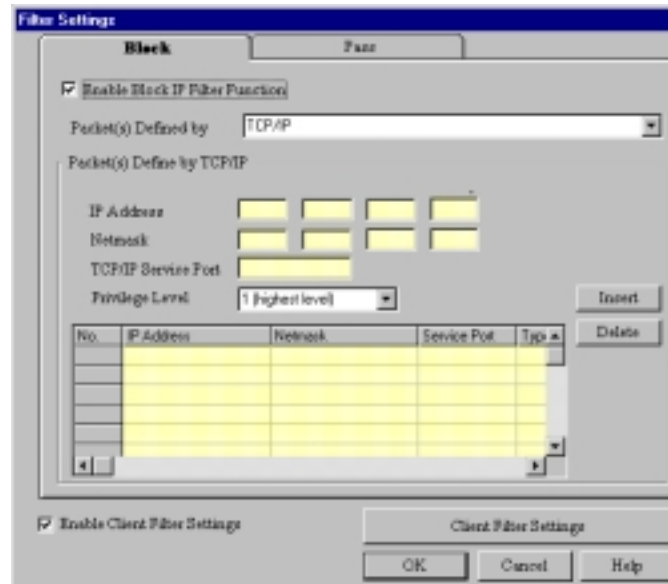 Filter Settings
Block
Pass
Enable Block IP Filter Function
Packet(s) Defined by
TCP/IP
Packet(s) Define by TCP/IP
IP Address
Netmask
TCP/IP Service Port
Privilege Level
1 (highest level)
Insert
No. IP Address Netmask Service Port Type
Delete
Enable Client Filter Settings
Client Filter Settings
OK Cancel Help